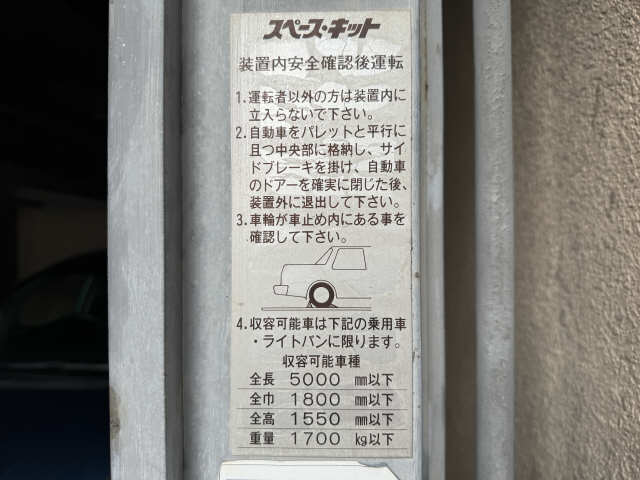 スペース・キット
装置内安全確認後運転
1.運転者以外の方は装置内に
立入らないで下さい。
2.自動車をパレットと平行に
且つ中央部に格納し、サイ
ドブレーキを掛け、自動車
のドアーを確実に閉じた後、
装置外に退出して下さい。
3.車輪が車止め内にある事を
確認して下さい。
4.収容可能車は下記の乗用車
・ライトバンに限ります。
収容可能車種
全長 5000 mm以下
全巾 1800 mm以下
全高 1550 mm以下
重量 1700 kg以下